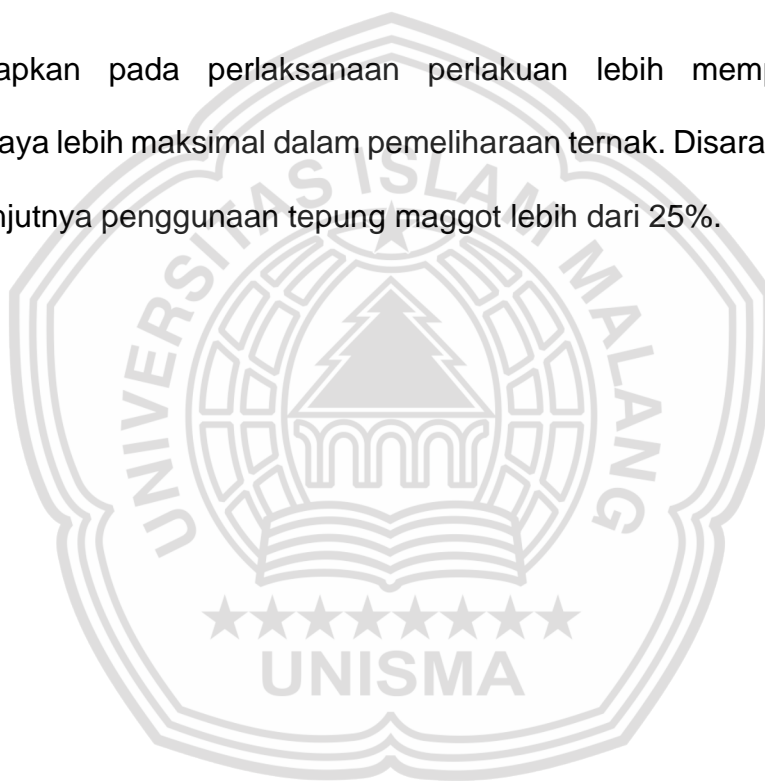 apkan pada perlaksanaan perlakuan lebih memp
aya lebih maksimal dalam pemeliharaan ternak. Disara
njutnya penggunaan tepung maggot lebih dari 25%.
UNIVERSITAS ISLAM MALANG
UNISMA